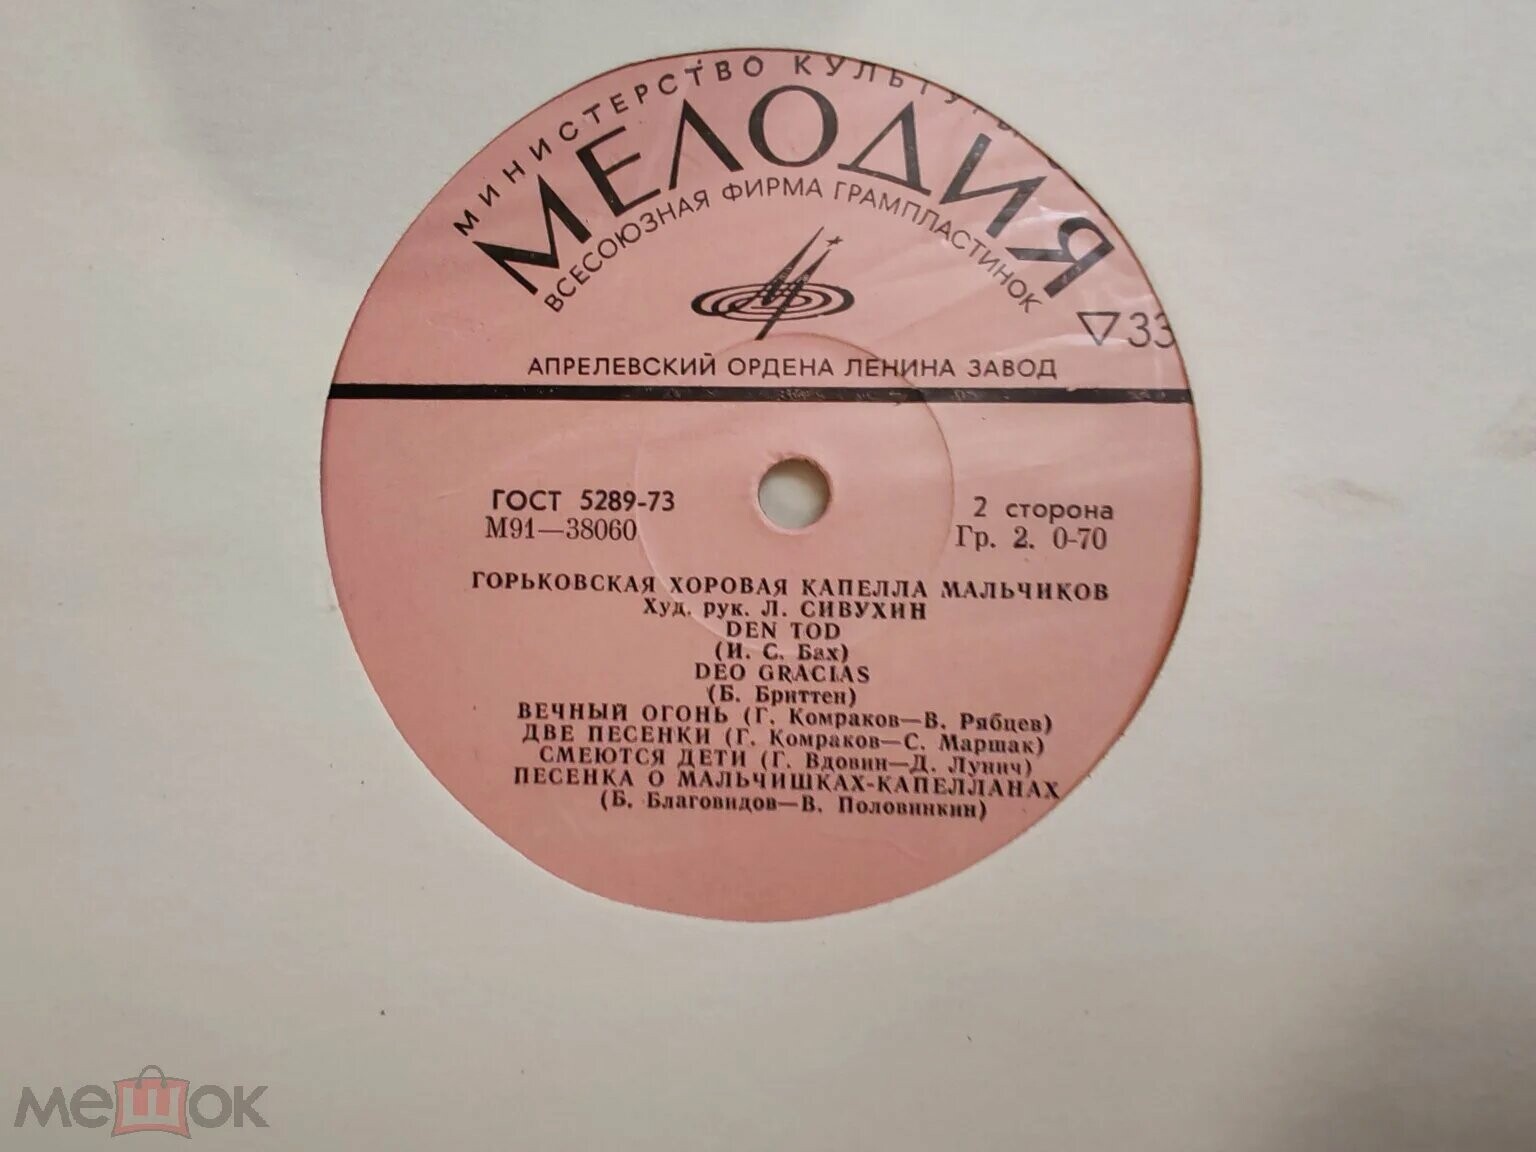 МИНИСТЕРСТВО КУЛЬТУРЫ
МЕЛОДИЯ
ВСЕСОЮЗНАЯ ФИРМА ГРАМПЛАСТИНОК
33
АПРЕЛЕВСКИЙ ОРДЕНА ЛЕНИНА ЗАВОД
ГОСТ 5289-73
М91—38060
2 сторона
Гр. 2. 0-70
ГОРЬКОВСКАЯ ХОРОВАЯ КАПЕЛЛА МАЛЬЧИКОВ
Худ. рук. Л. СИВУХИН
DEN TOD
(И. С. Бах)
DEO GRACIAS
(Б. Бриттен)
ВЕЧНЫЙ ОГОНЬ (Г. Комраков—В. Рябцев)
ДВЕ ПЕСЕНКИ (Г. Комраков—С. Маршак)
СМЕЮТСЯ ДЕТИ (Г. Вдовин—Д. Лунич)
ПЕСЕНКА О МАЛЬЧИШКАХ-КАПЕЛЛАНАХ
(Б. Благовидов—В. Половинкин)
мешок